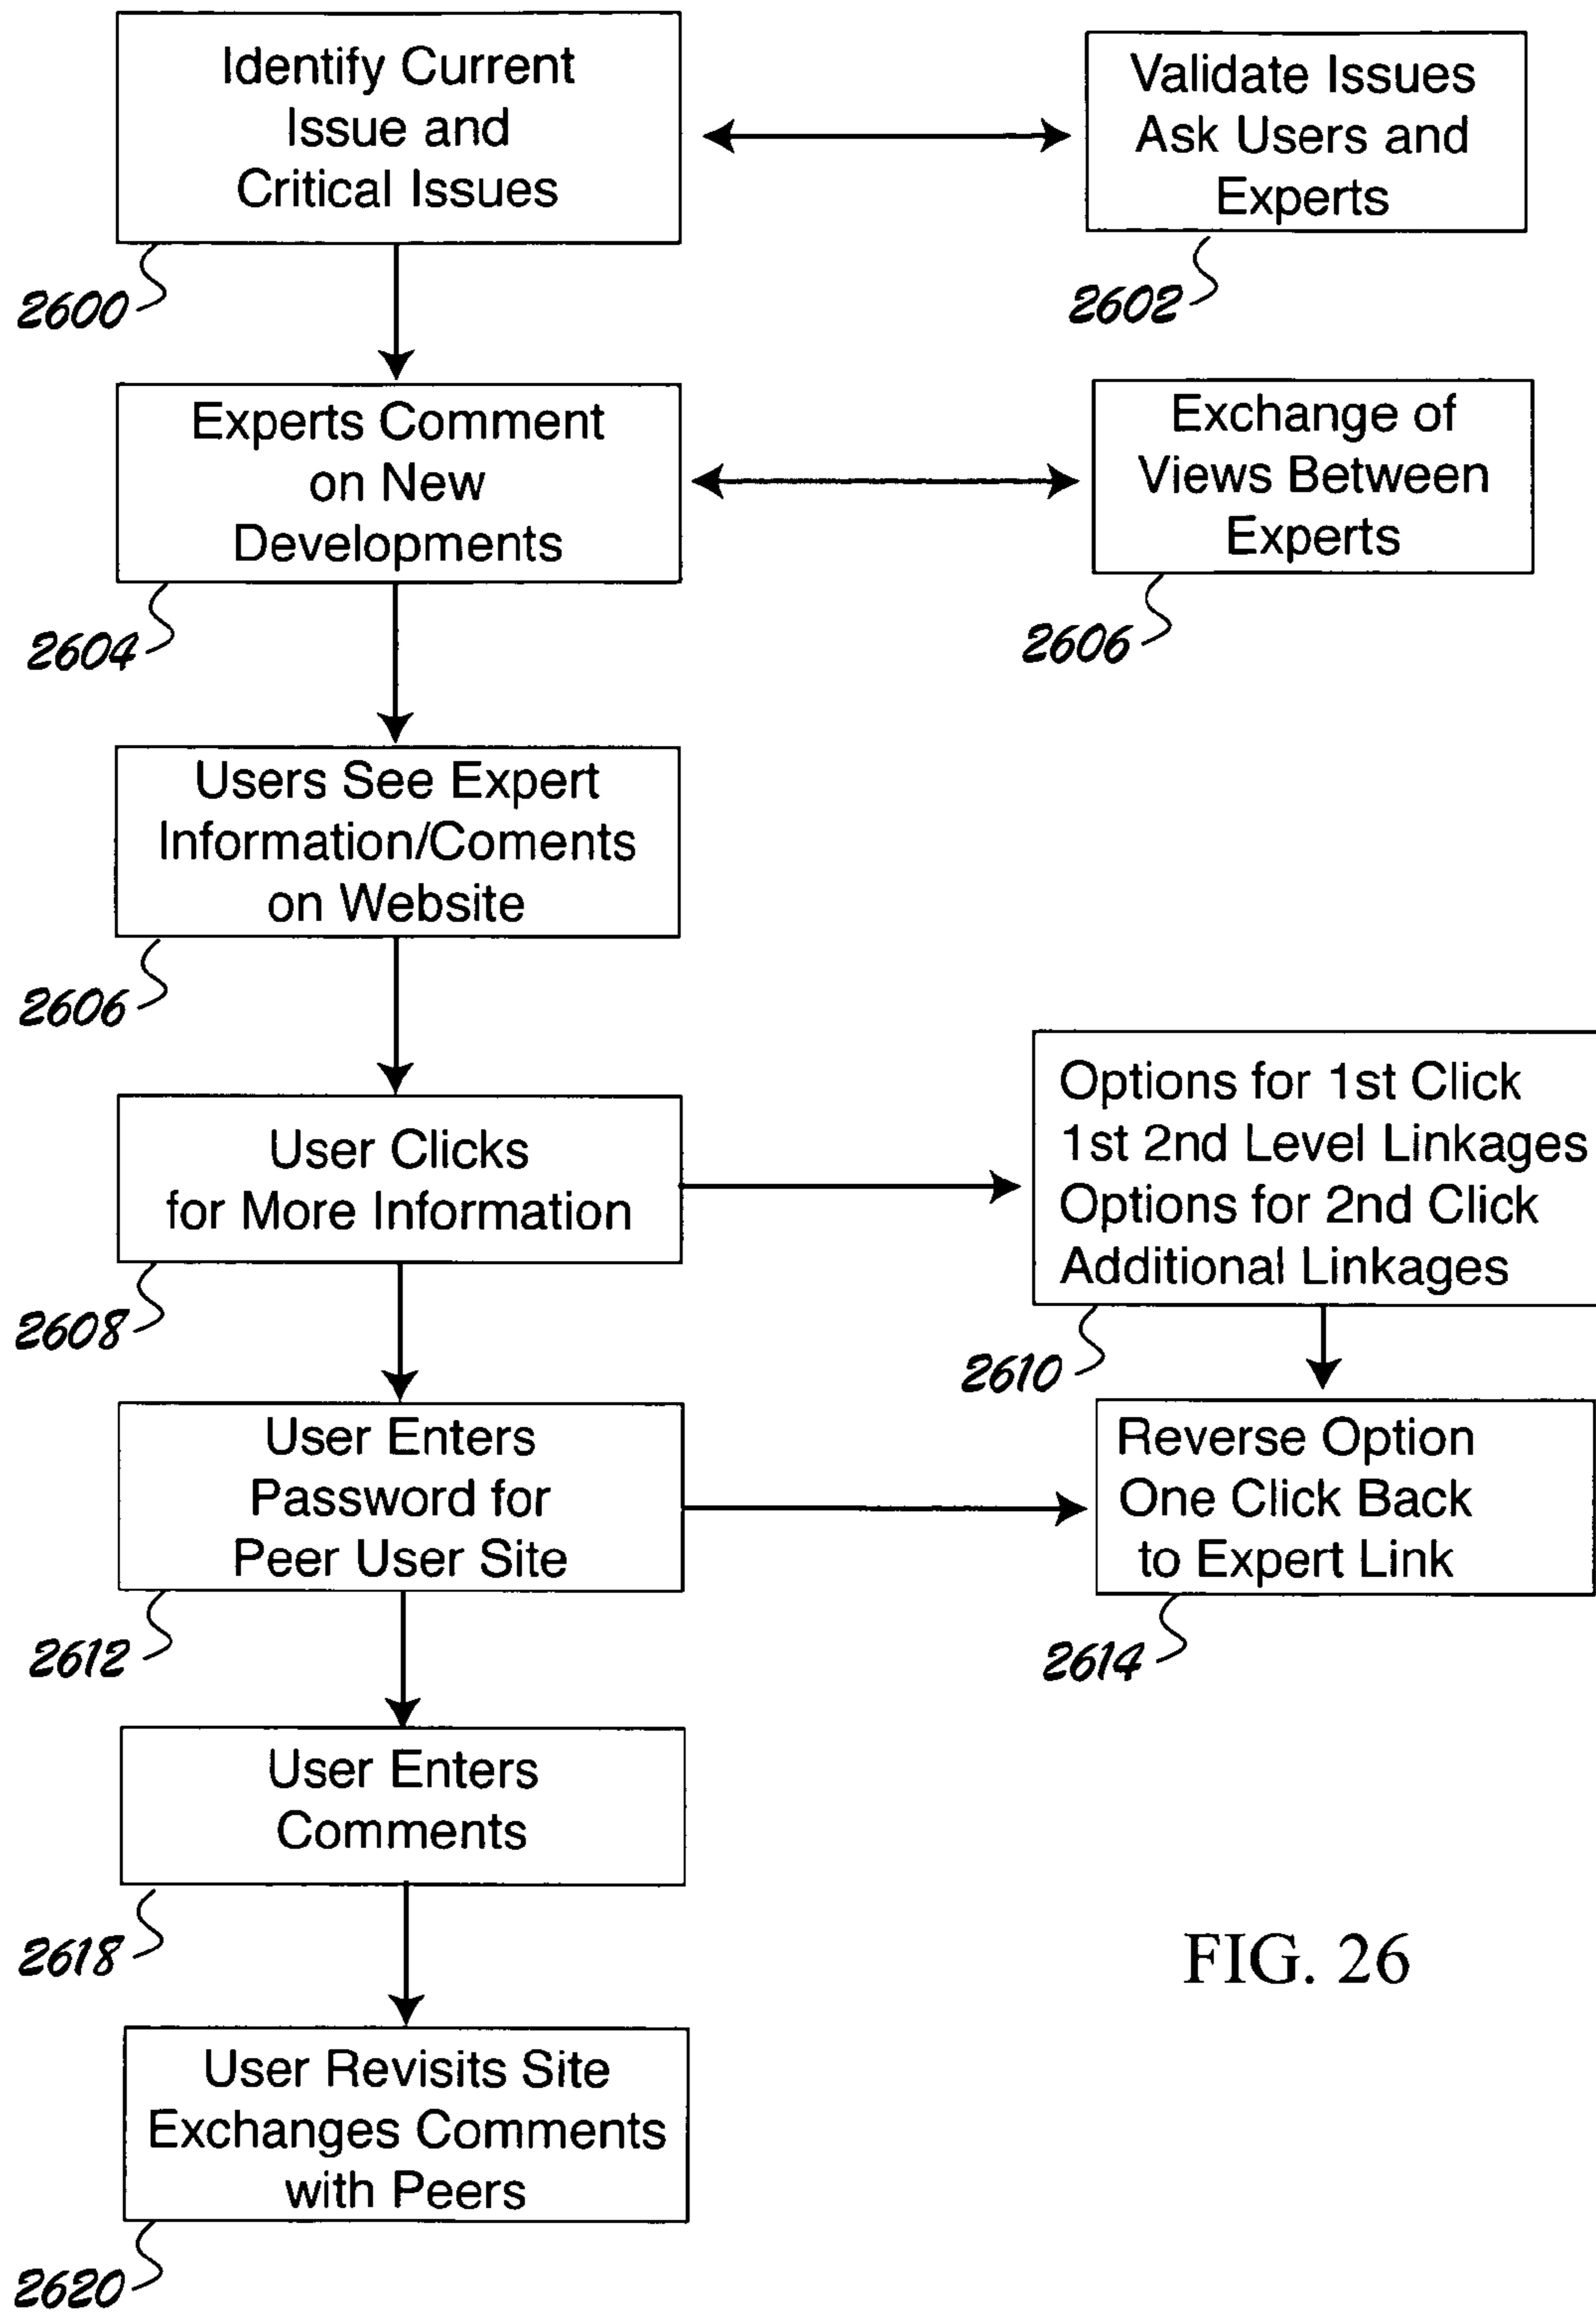 Identify Current
Issue and
Critical Issues
2600
Validate Issues
Ask Users and
Experts
2602
Experts Comment
on New
Developments
2604
Exchange of
Views Between
Experts
2606
Users See Expert
Information/Coments
on Website
2606
User Clicks
for More Information
2608
Options for 1st Click
1st 2nd Level Linkages
Options for 2nd Click
Additional Linkages
2610
User Enters
Password for
Peer User Site
2612
Reverse Option
One Click Back
to Expert Link
2614
User Enters
Comments
2618
User Revisits Site
Exchanges Comments
with Peers
2620
FIG. 26